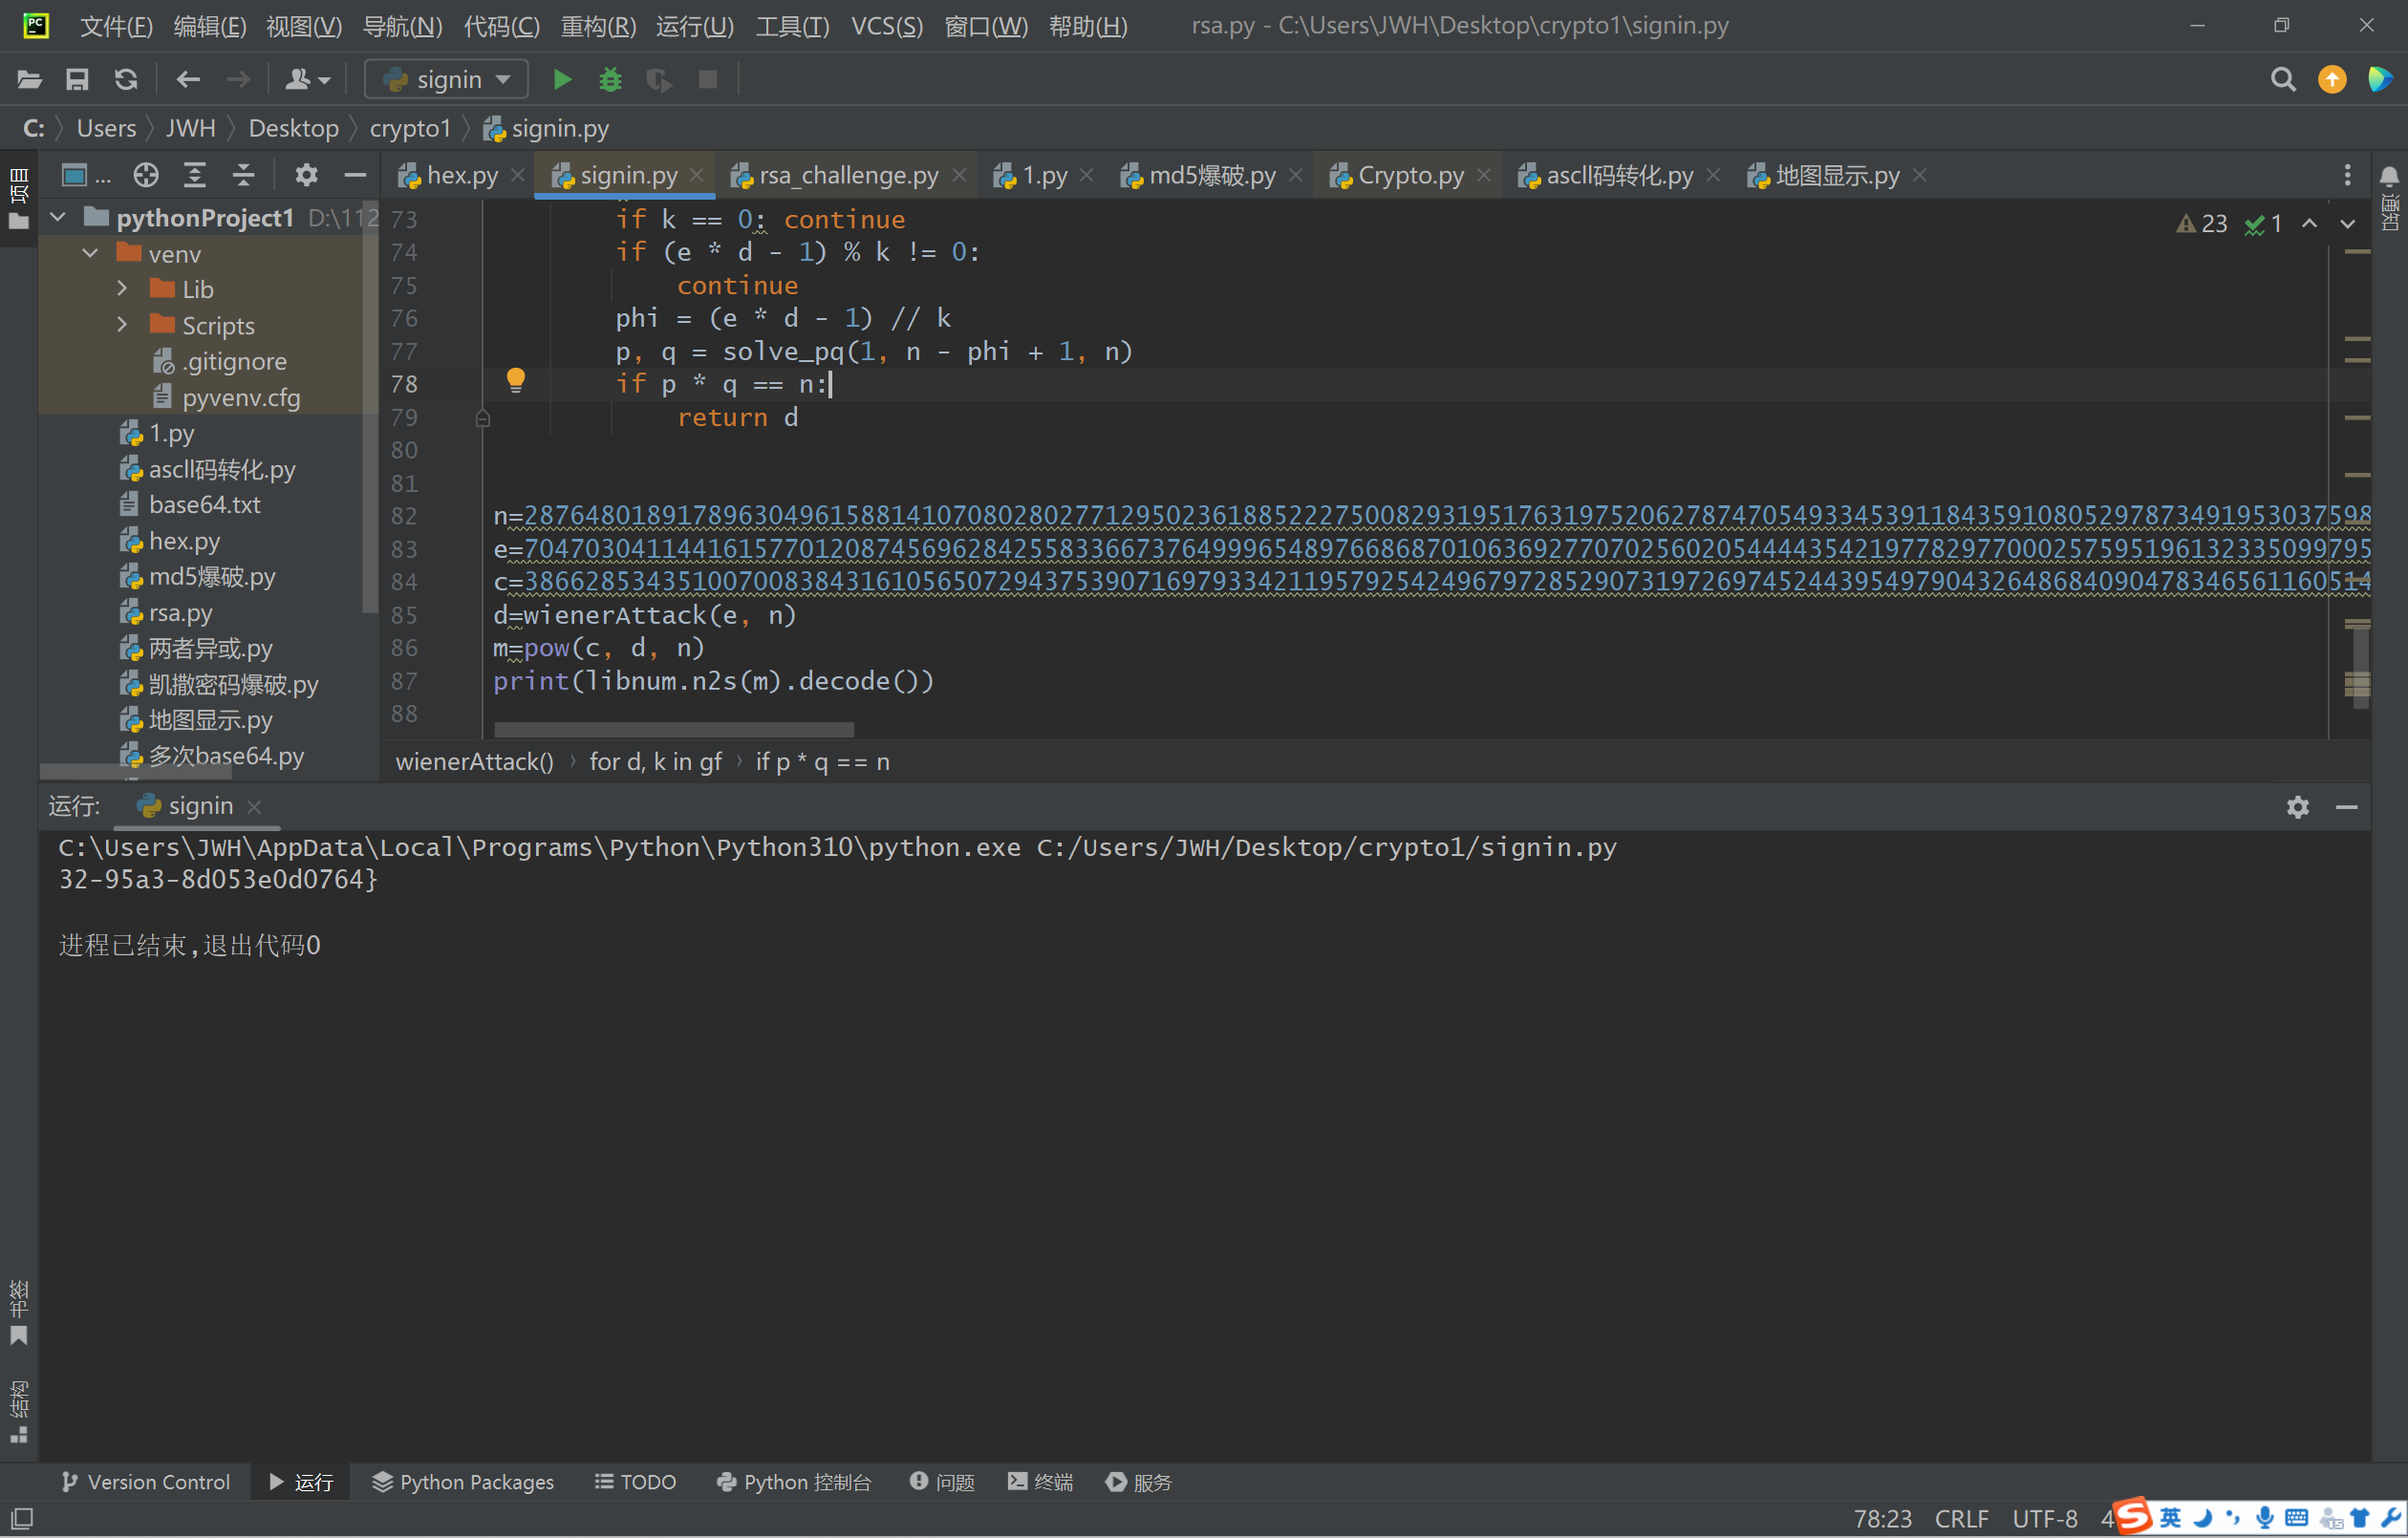 文件(F) 编辑(E) 视图(V) 导航(N) 代码(C) 重构(R) 运行(U) 工具(T) VCS(S) 窗口(W) 帮助(H) rsa.py - C:\Users\JWH\Desktop\crypto1\signin.py
signin
C: Users JWH Desktop crypto1 signin.py
项目
... hex.py signin.py rsa_challenge.py 1.py md5爆破.py Crypto.py ascll码转化.py 地图显示.py
通知
pythonProject1 D:\112
venv
Lib
Scripts
.gitignore
pyvenv.cfg
1.py
ascll码转化.py
base64.txt
hex.py
md5爆破.py
rsa.py
两者异或.py
凯撒密码爆破.py
地图显示.py
多次base64.py
23 1
73 if k == 0: continue
74 if (e * d - 1) % k != 0:
75 continue
76 phi = (e * d - 1) // k
77 p, q = solve_pq(1, n - phi + 1, n)
78 if p * q == n:
79 return d
80
81
82 n=
83 e=
84 c=
85 d=wienerAttack(e, n)
86 m=pow(c, d, n)
87 print(libnum.n2s(m).decode())
88
wienerAttack() › for d, k in gf › if p * q == n
运行: signin
C:\Users\JWH\AppData\Local\Programs\Python\Python310\python.exe C:/Users/JWH/Desktop/crypto1/signin.py
32-95a3-8d053e0d0764}
进程已结束,退出代码0
书签
结构
Version Control 运行 Python Packages TODO Python 控制台 问题 终端 服务
78:23 CRLF UTF-8 4
英